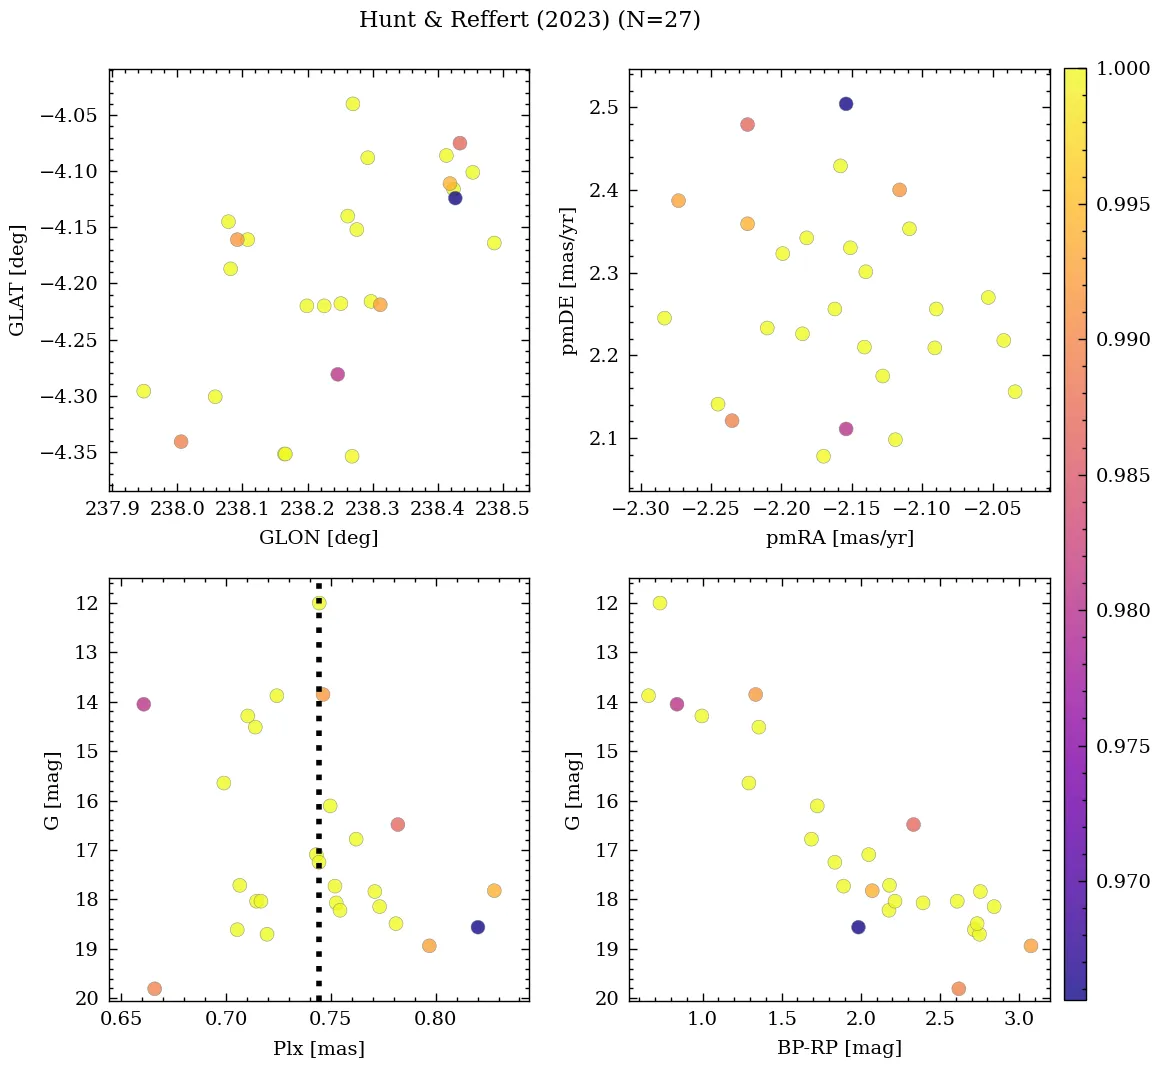 Hunt & Reffert (2023) (N=27)
−4.05
−4.10
−4.15
−4.20
−4.25
−4.30
−4.35
GLAT [deg]
237.9 238.0 238.1 238.2 238.3 238.4 238.5
GLON [deg]
2.5
2.4
2.3
2.2
2.1
pmDE [mas/yr]
−2.30 −2.25 −2.20 −2.15 −2.10 −2.05
pmRA [mas/yr]
12
13
14
15
16
17
18
19
20
G [mag]
0.65 0.70 0.75 0.80
Plx [mas]
12
13
14
15
16
17
18
19
20
G [mag]
1.0 1.5 2.0 2.5 3.0
BP-RP [mag]
1.000
0.995
0.990
0.985
0.980
0.975
0.970